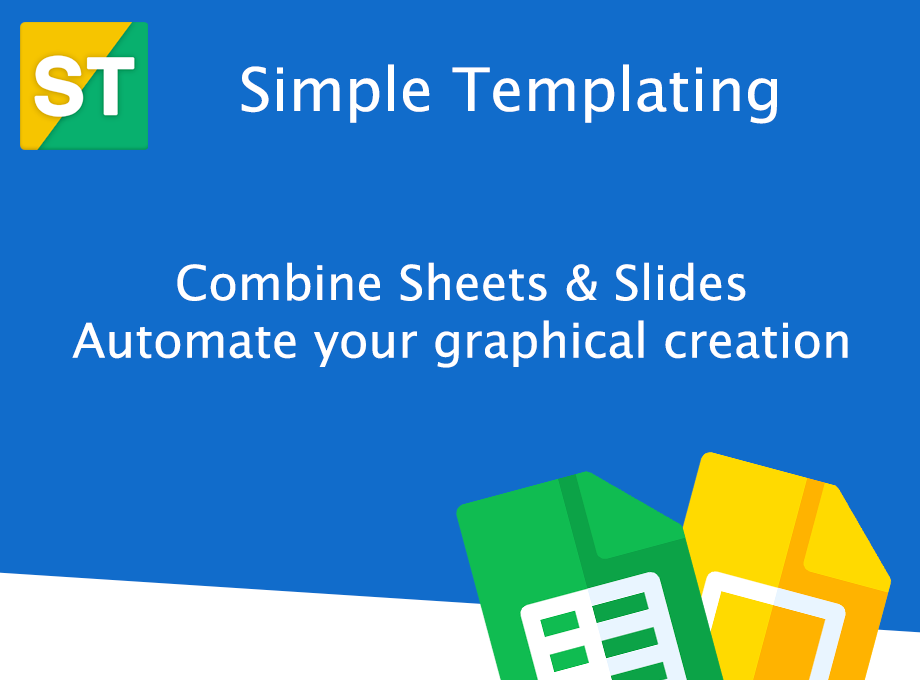 ST
Simple Templating
Combine Sheets & Slides
Automate your graphical creation